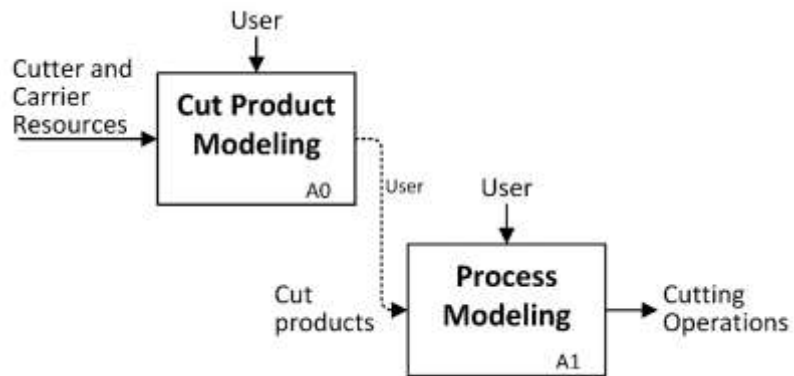 User
Cutter and
Carrier
Resources
Cut Product
Modeling
A0
User
User
Cut
products
Process
Modeling
A1
Cutting
Operations